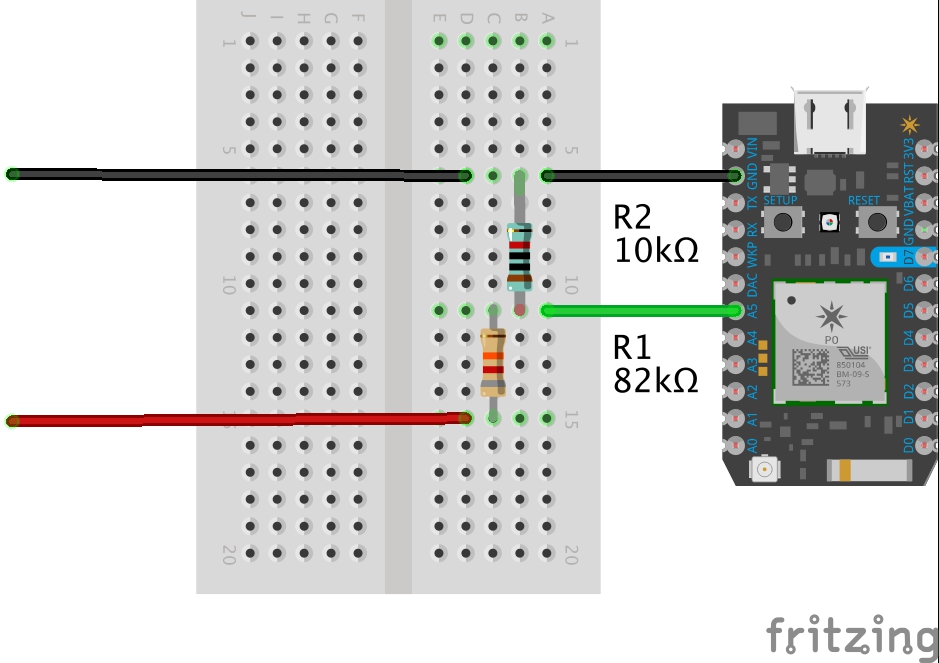 J I H G F E D C B A
1 1
5 5
10 10
15 15
20 20
R2
10kΩ
R1
82kΩ
VIN
GND
TX
RX
WKP
DAC
A5
A4
A3
A2
A1
A0
SETUP
RESET
3V3
RST
VBAT
GND
D7
D6
D5
D4
D3
D2
D1
D0
P0
USI
850104
BM-09-S
573
fritzing